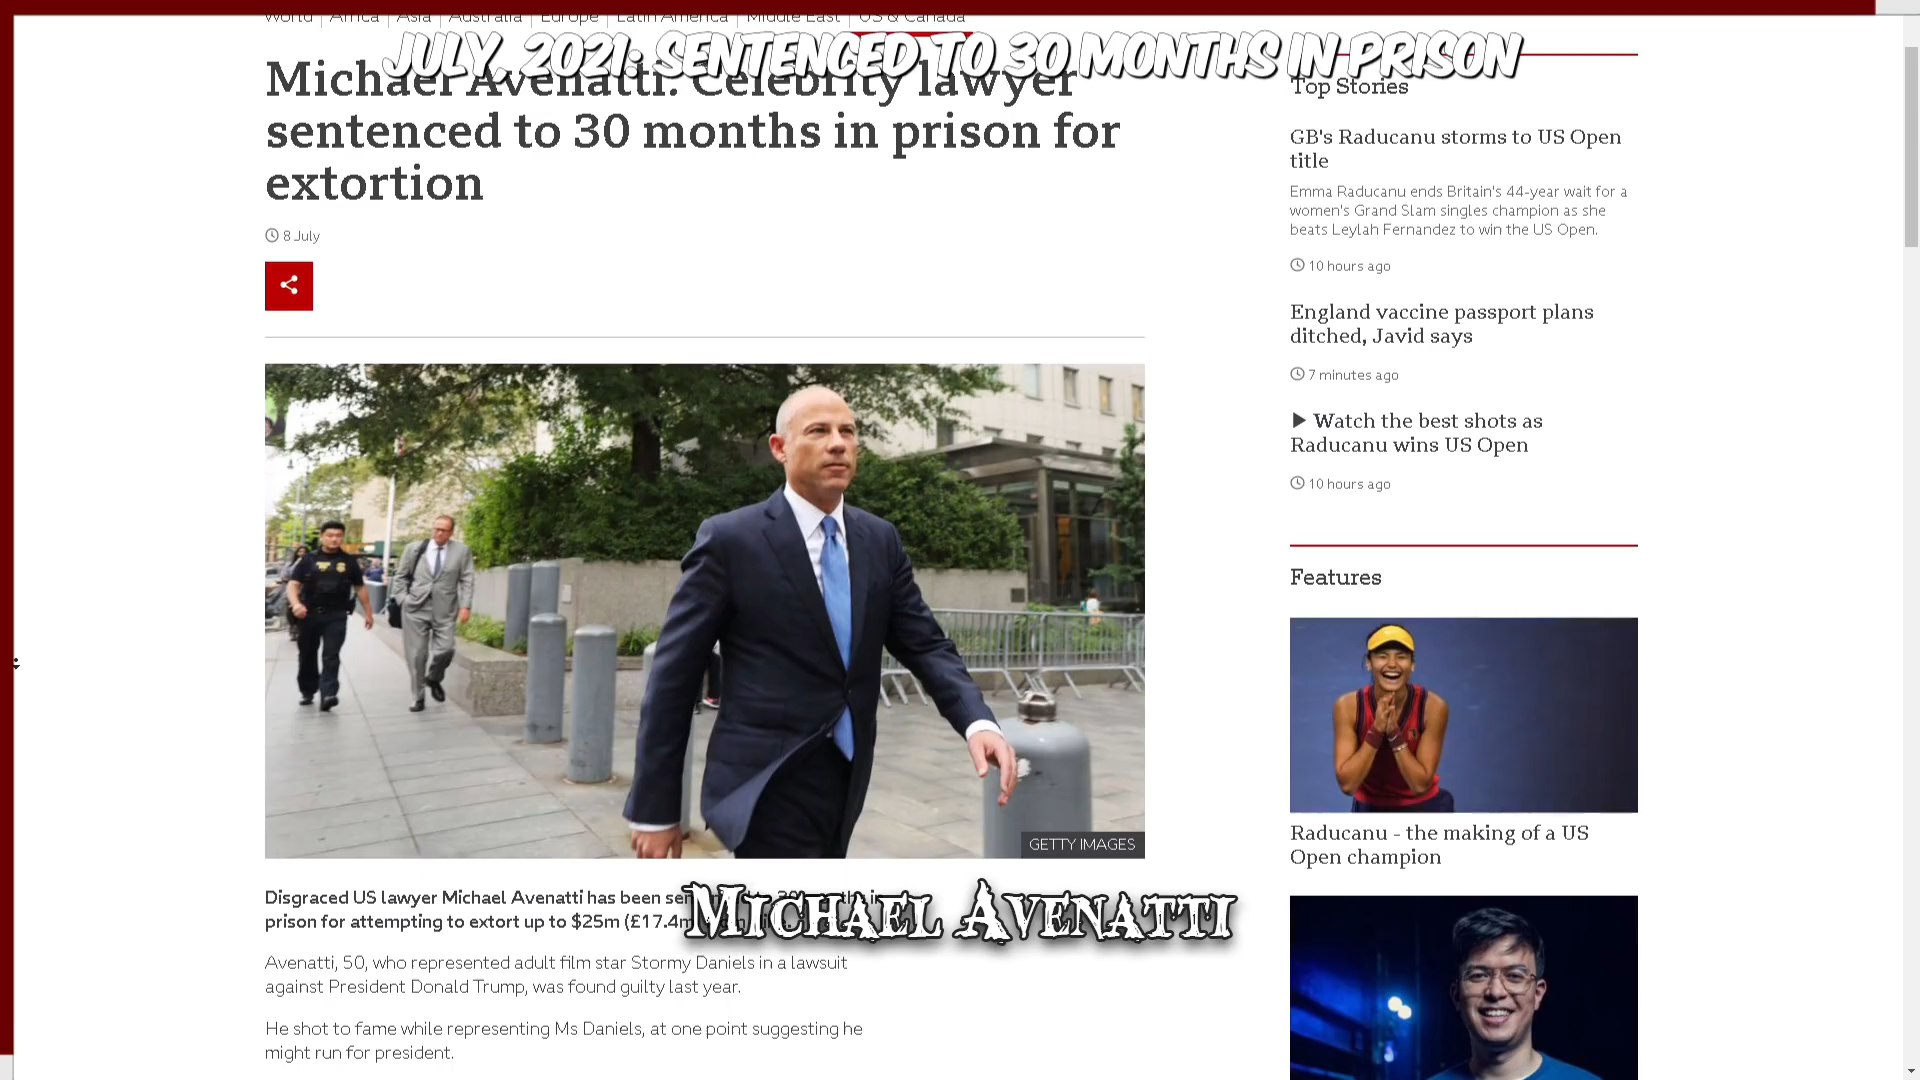 World Africa Asia Australia Europe Latin America Middle East US & Canada
JULY, 2021: SENTENCED TO 30 MONTHS IN PRISON
Michael Avenatti: Celebrity lawyer
sentenced to 30 months in prison for
extortion
8 July
GETTY IMAGES
Disgraced US lawyer Michael Avenatti has been
prison for attempting to extort up to $25m (£17.4m
MICHAEL AVENATTI
Avenatti, 50, who represented adult film star Stormy Daniels in a lawsuit
against President Donald Trump, was found guilty last year.
He shot to fame while representing Ms Daniels, at one point suggesting he
might run for president.
Top Stories
GB's Raducanu storms to US Open
title
Emma Raducanu ends Britain's 44-year wait for a
women's Grand Slam singles champion as she
beats Leylah Fernandez to win the US Open.
10 hours ago
England vaccine passport plans
ditched, Javid says
7 minutes ago
Watch the best shots as
Raducanu wins US Open
10 hours ago
Features
Raducanu - the making of a US
Open champion